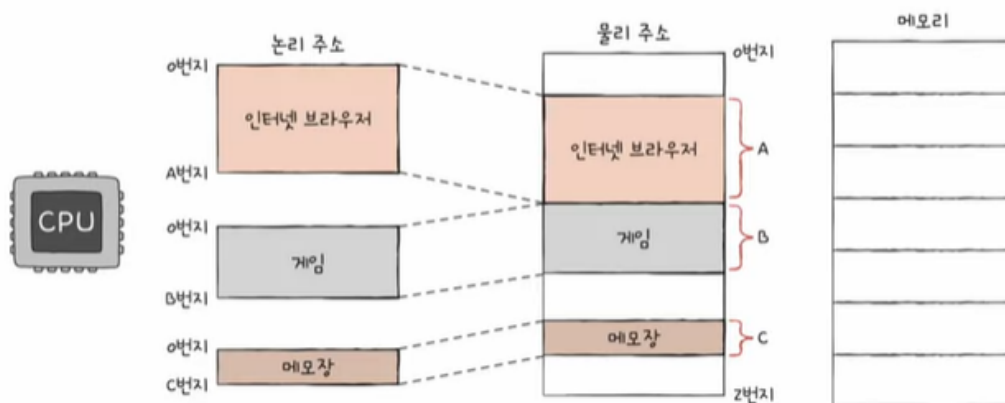 논리 주소
물리 주소
메모리
0번지
인터넷 브라우저
A번지
0번지
게임
B번지
0번지
메모장
C번지
CPU
0번지
인터넷 브라우저
A
게임
B
메모장
C
Z번지